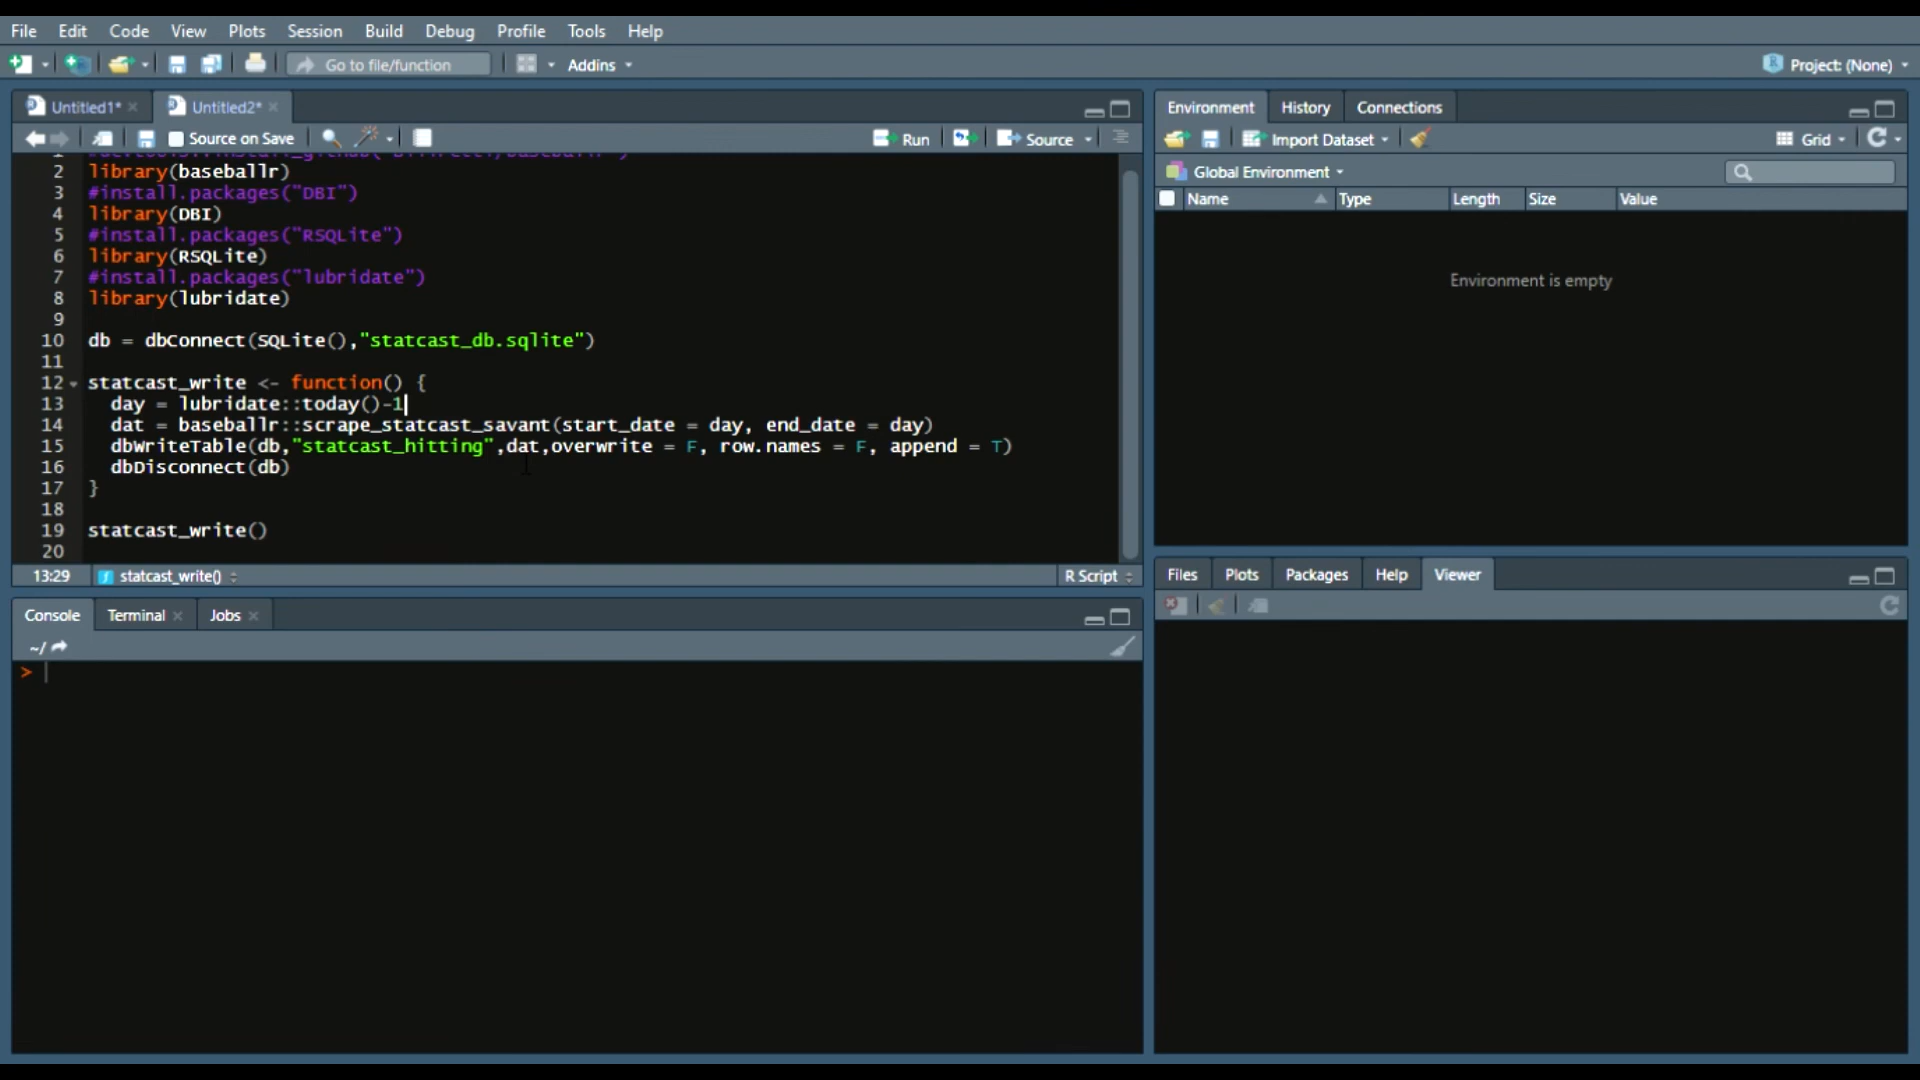 File Edit Code View Plots Session Build Debug Profile Tools Help
Go to file/function Addins Project: (None)
Untitled1* Untitled2*
Source on Save Run Source
2 library(baseballr)
3 #install.packages("DBI")
4 library(DBI)
5 #install.packages("RSQLite")
6 library(RSQLite)
7 #install.packages("lubridate")
8 library(lubridate)
9
10 db = dbConnect(SQLite(),"statcast_db.sqlite")
11
12 statcast_write <- function() {
13 day = lubridate::today()-1
14 dat = baseballr::scrape_statcast_savant(start_date = day, end_date = day)
15 dbWriteTable(db,"statcast_hitting",dat,overwrite = F, row.names = F, append = T)
16 dbDisconnect(db)
17 }
18
19 statcast_write()
20
13:29 statcast_write() R Script
Console Terminal Jobs
~/
>
Environment History Connections
Import Dataset Grid
Global Environment
Name Type Length Size Value
Environment is empty
Files Plots Packages Help Viewer